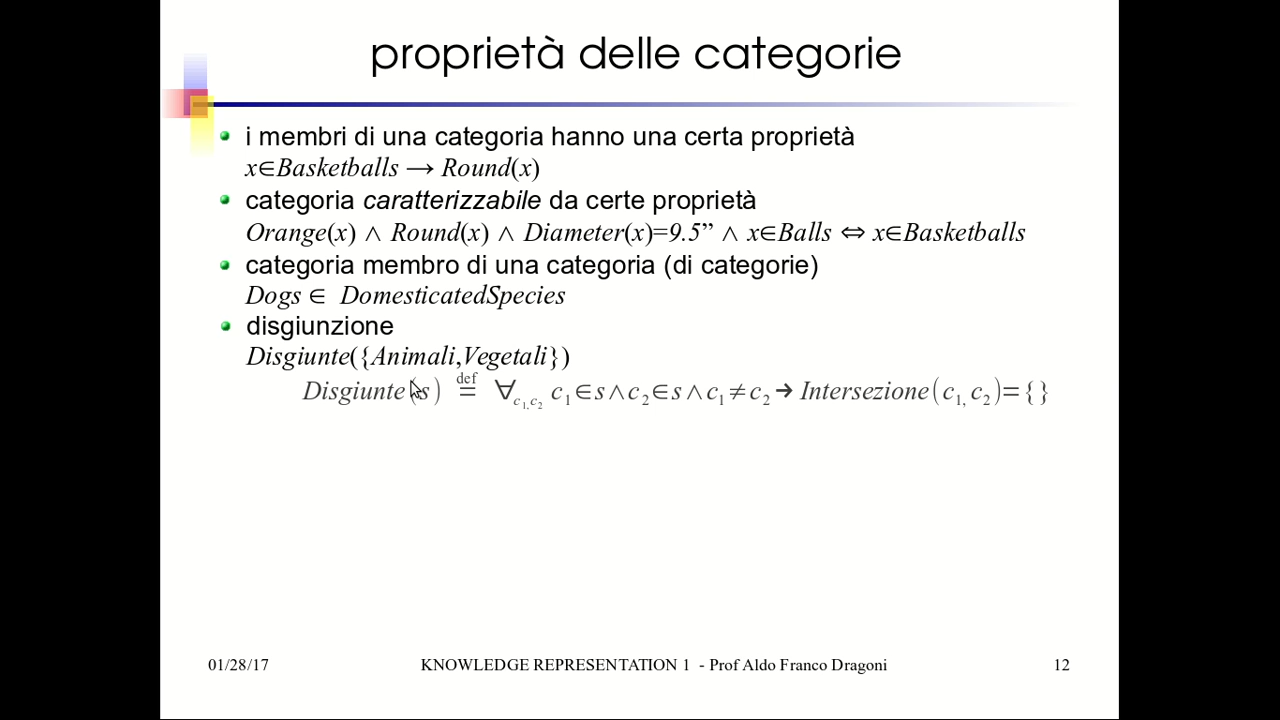 proprietà delle categorie
i membri di una categoria hanno una certa proprietà
x∈Basketballs → Round(x)
categoria caratterizzabile da certe proprietà
Orange(x) ∧ Round(x) ∧ Diameter(x)=9.5” ∧ x∈Balls ⇔ x∈Basketballs
categoria membro di una categoria (di categorie)
Dogs ∈ DomesticatedSpecies
disgiunzione
Disgiunte({Animali,Vegetali})
Disgiunte(s) def= ∀c1,c2 c1∈s∧c2∈s∧c1≠c2→Intersezione(c1,c2)={}
01/28/17 KNOWLEDGE REPRESENTATION 1 - Prof Aldo Franco Dragoni 12